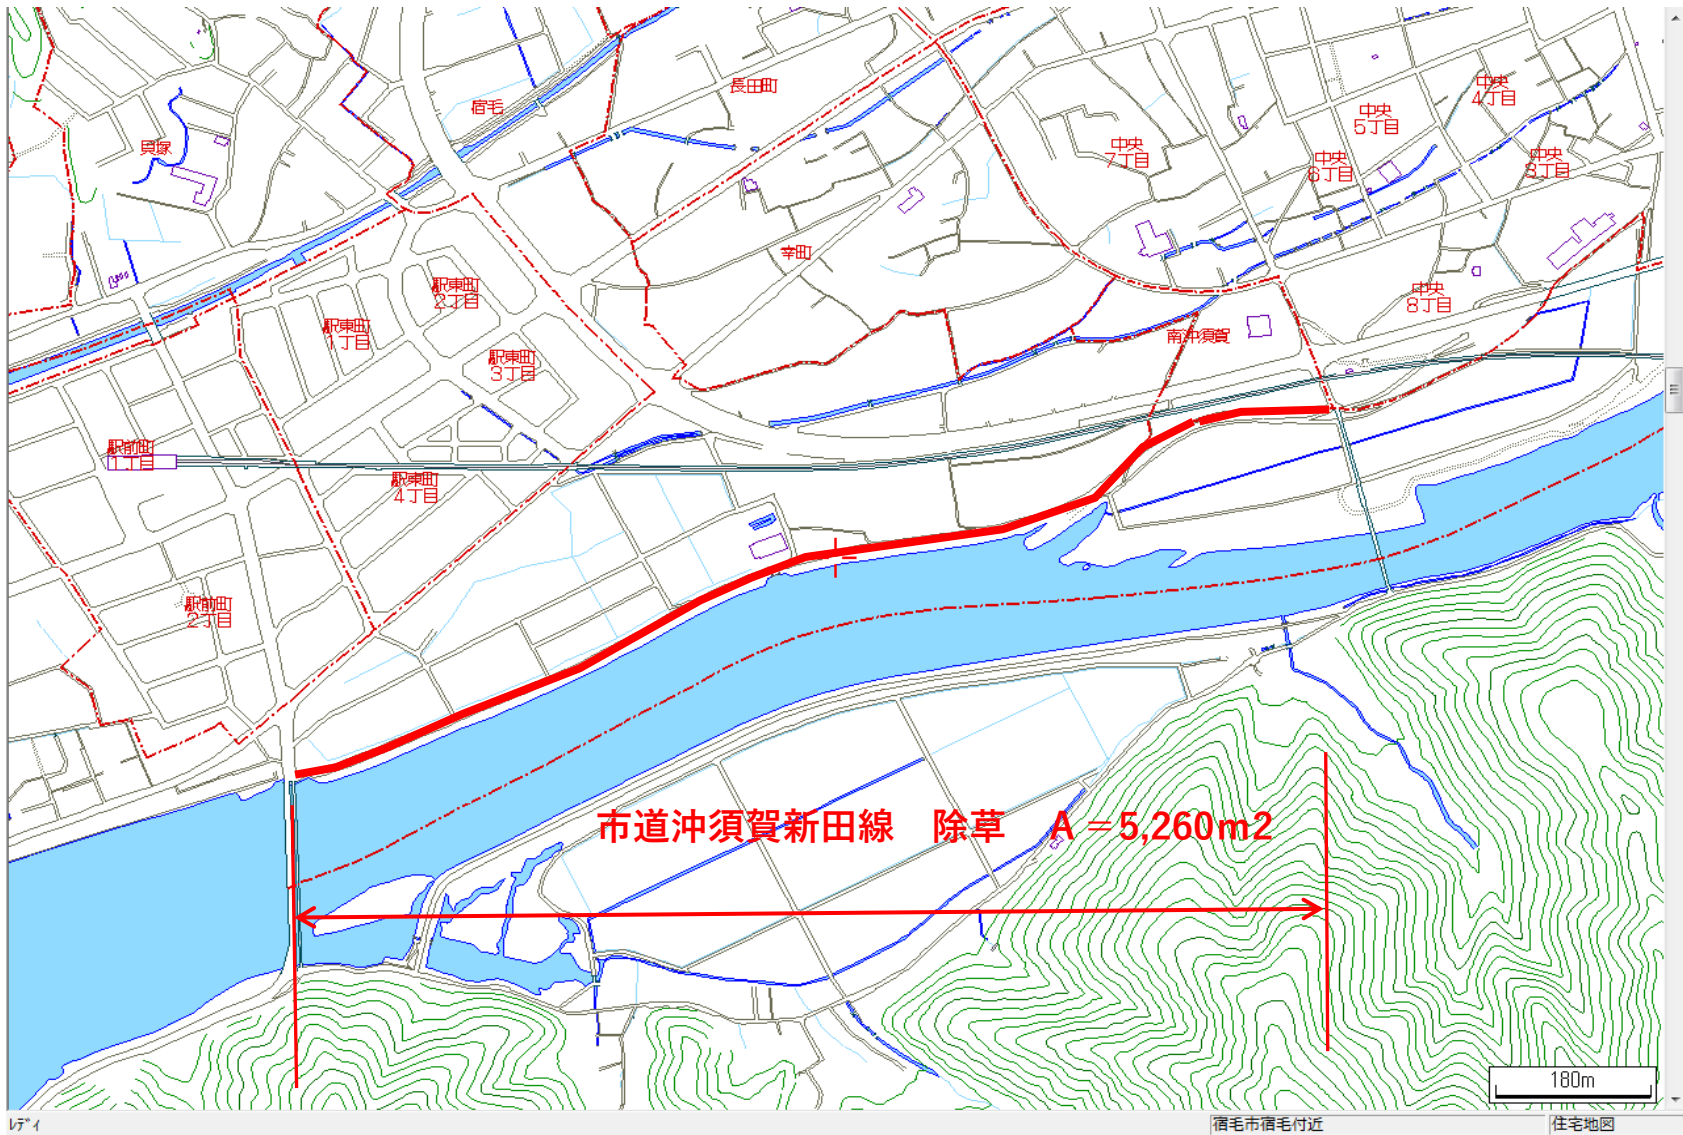 長田町
宿毛
貝塚
中央
4丁目
中央
5丁目
中央
7丁目
中央
6丁目
中央
3丁目
幸町
駅東町
2丁目
中央
8丁目
駅東町
1丁目
南沖須賀
駅東町
3丁目
駅前町
1丁目
駅東町
4丁目
駅前町
2丁目
市道沖須賀新田線　除草　A＝5,260m2
180m
ﾚﾃﾞｨ
宿毛市宿毛付近
住宅地図